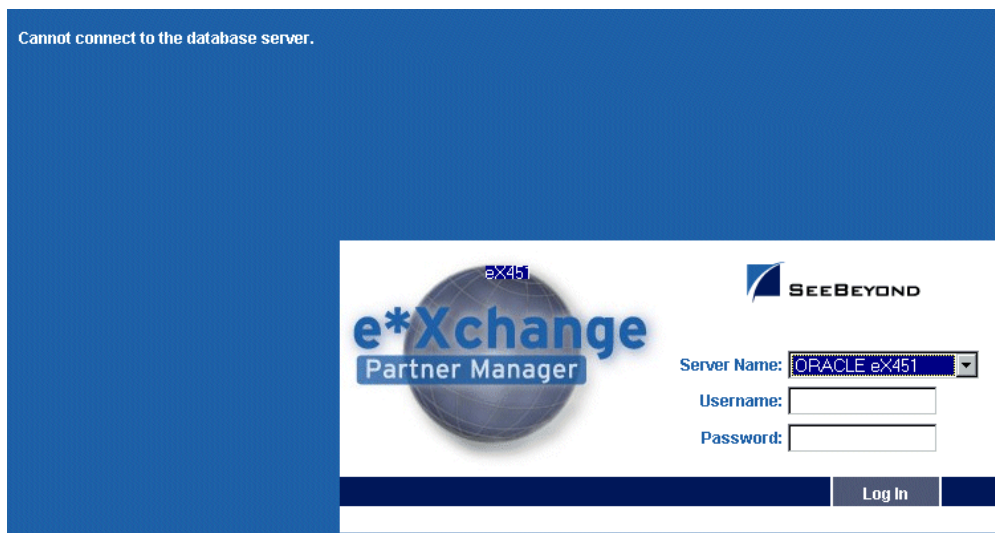 Cannot connect to the database server.
eX451
e*Xchange
Partner Manager
SEEBEYOND
Server Name: ORACLE eX451
Username:
Password:
Log In